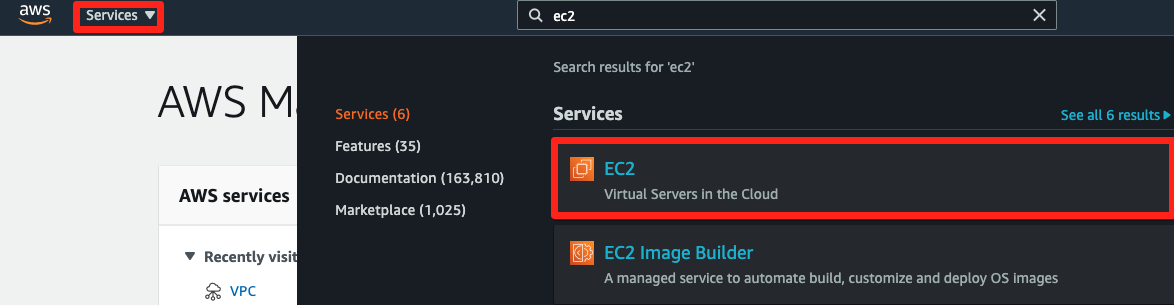 aws
Services ▼
ec2
Search results for 'ec2'
AWS M
Services (6)
Features (35)
Documentation (163,810)
Marketplace (1,025)
Services
See all 6 results ▶
EC2
Virtual Servers in the Cloud
EC2 Image Builder
A managed service to automate build, customize and deploy OS images
AWS services
▼ Recently visit
VPC